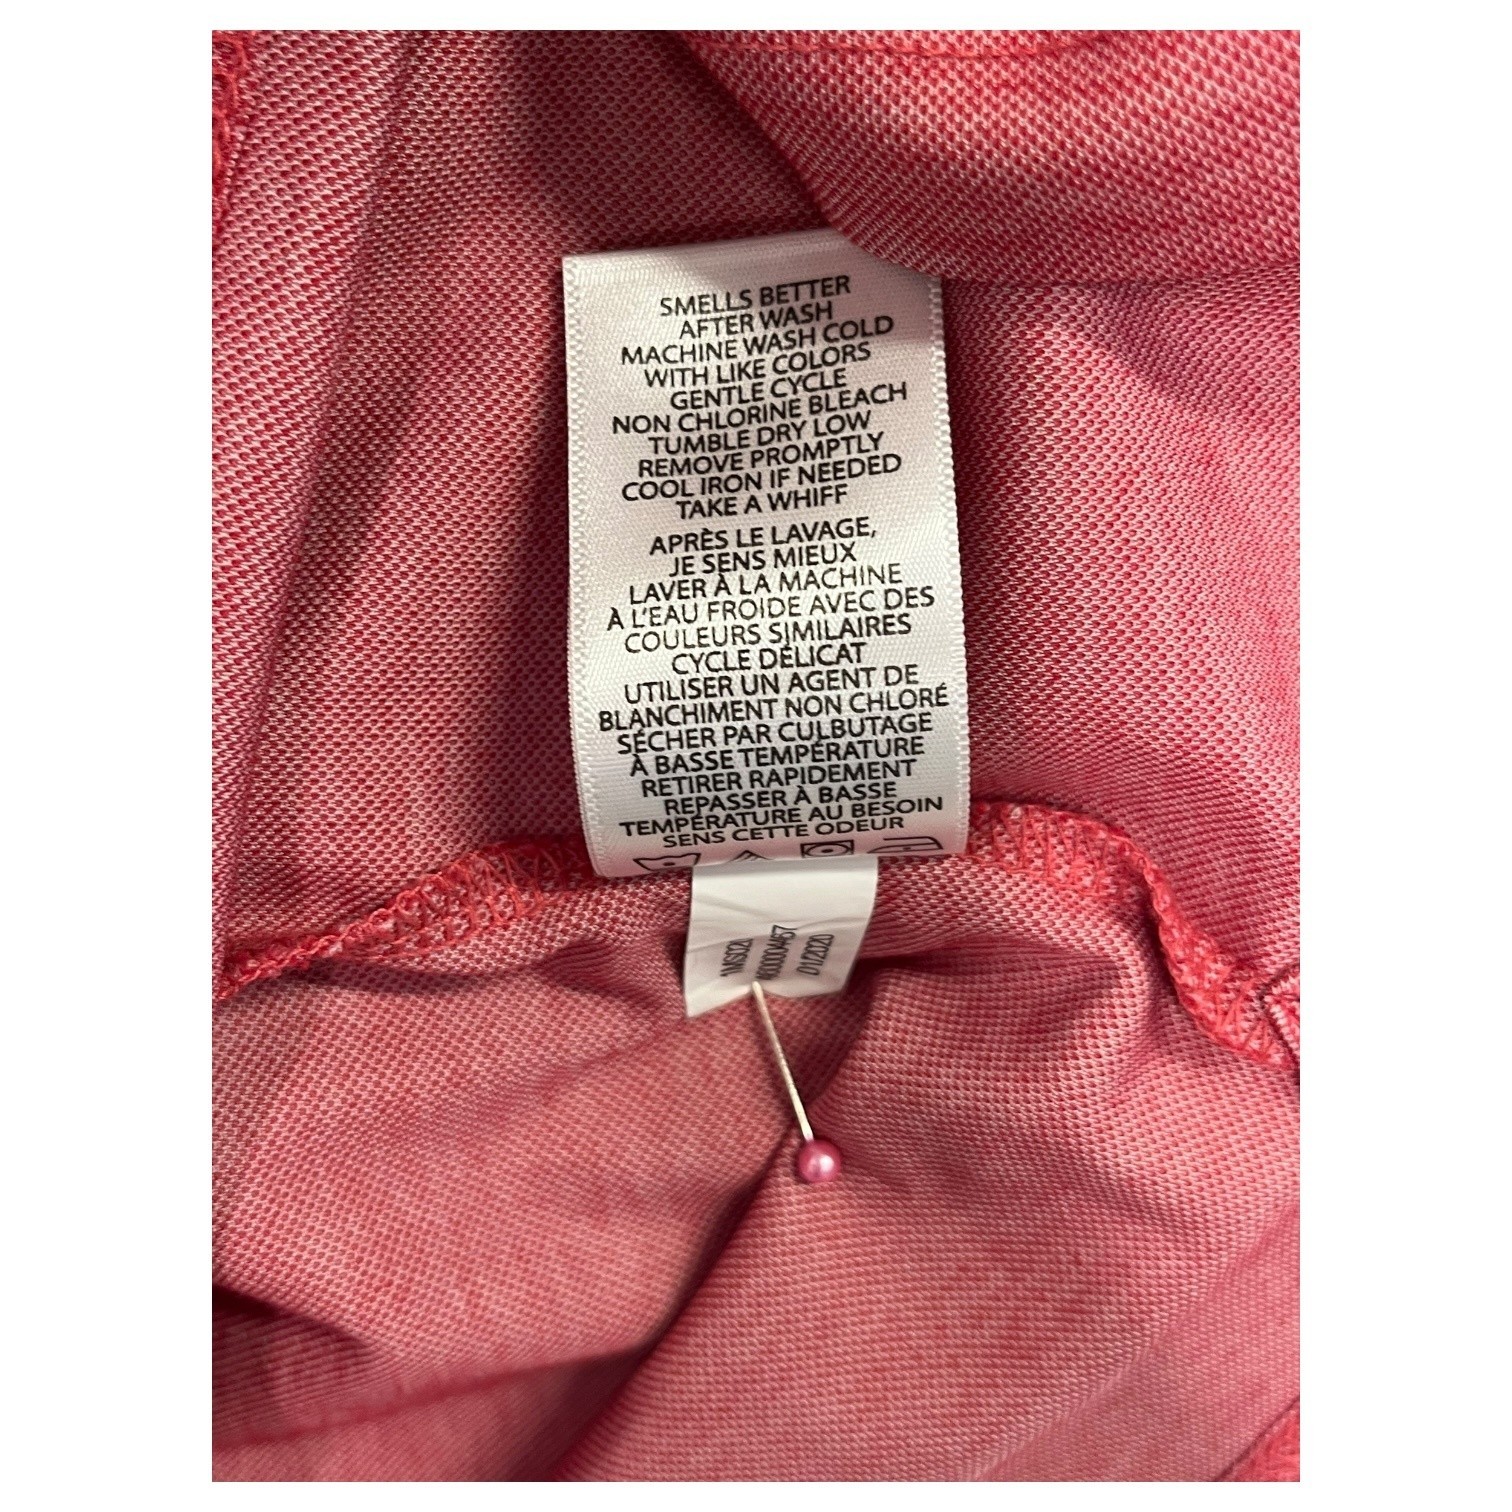 SMELLS BETTER
AFTER WASH
MACHINE WASH COLD
WITH LIKE COLORS
GENTLE CYCLE
NON CHLORINE BLEACH
TUMBLE DRY LOW
REMOVE PROMPTLY
COOL IRON IF NEEDED
TAKE A WHIFF
APRÈS LE LAVAGE,
JE SENS MIEUX
LAVER À LA MACHINE
À L'EAU FROIDE AVEC DES
COULEURS SIMILAIRES
CYCLE DÉLICAT
UTILISER UN AGENT DE
BLANCHIMENT NON CHLORÉ
SÉCHER PAR CULBUTAGE
À BASSE TEMPÉRATURE
RETIRER RAPIDEMENT
REPASSER À BASSE
TEMPÉRATURE AU BESOIN
SENS CETTE ODEUR
01/2020